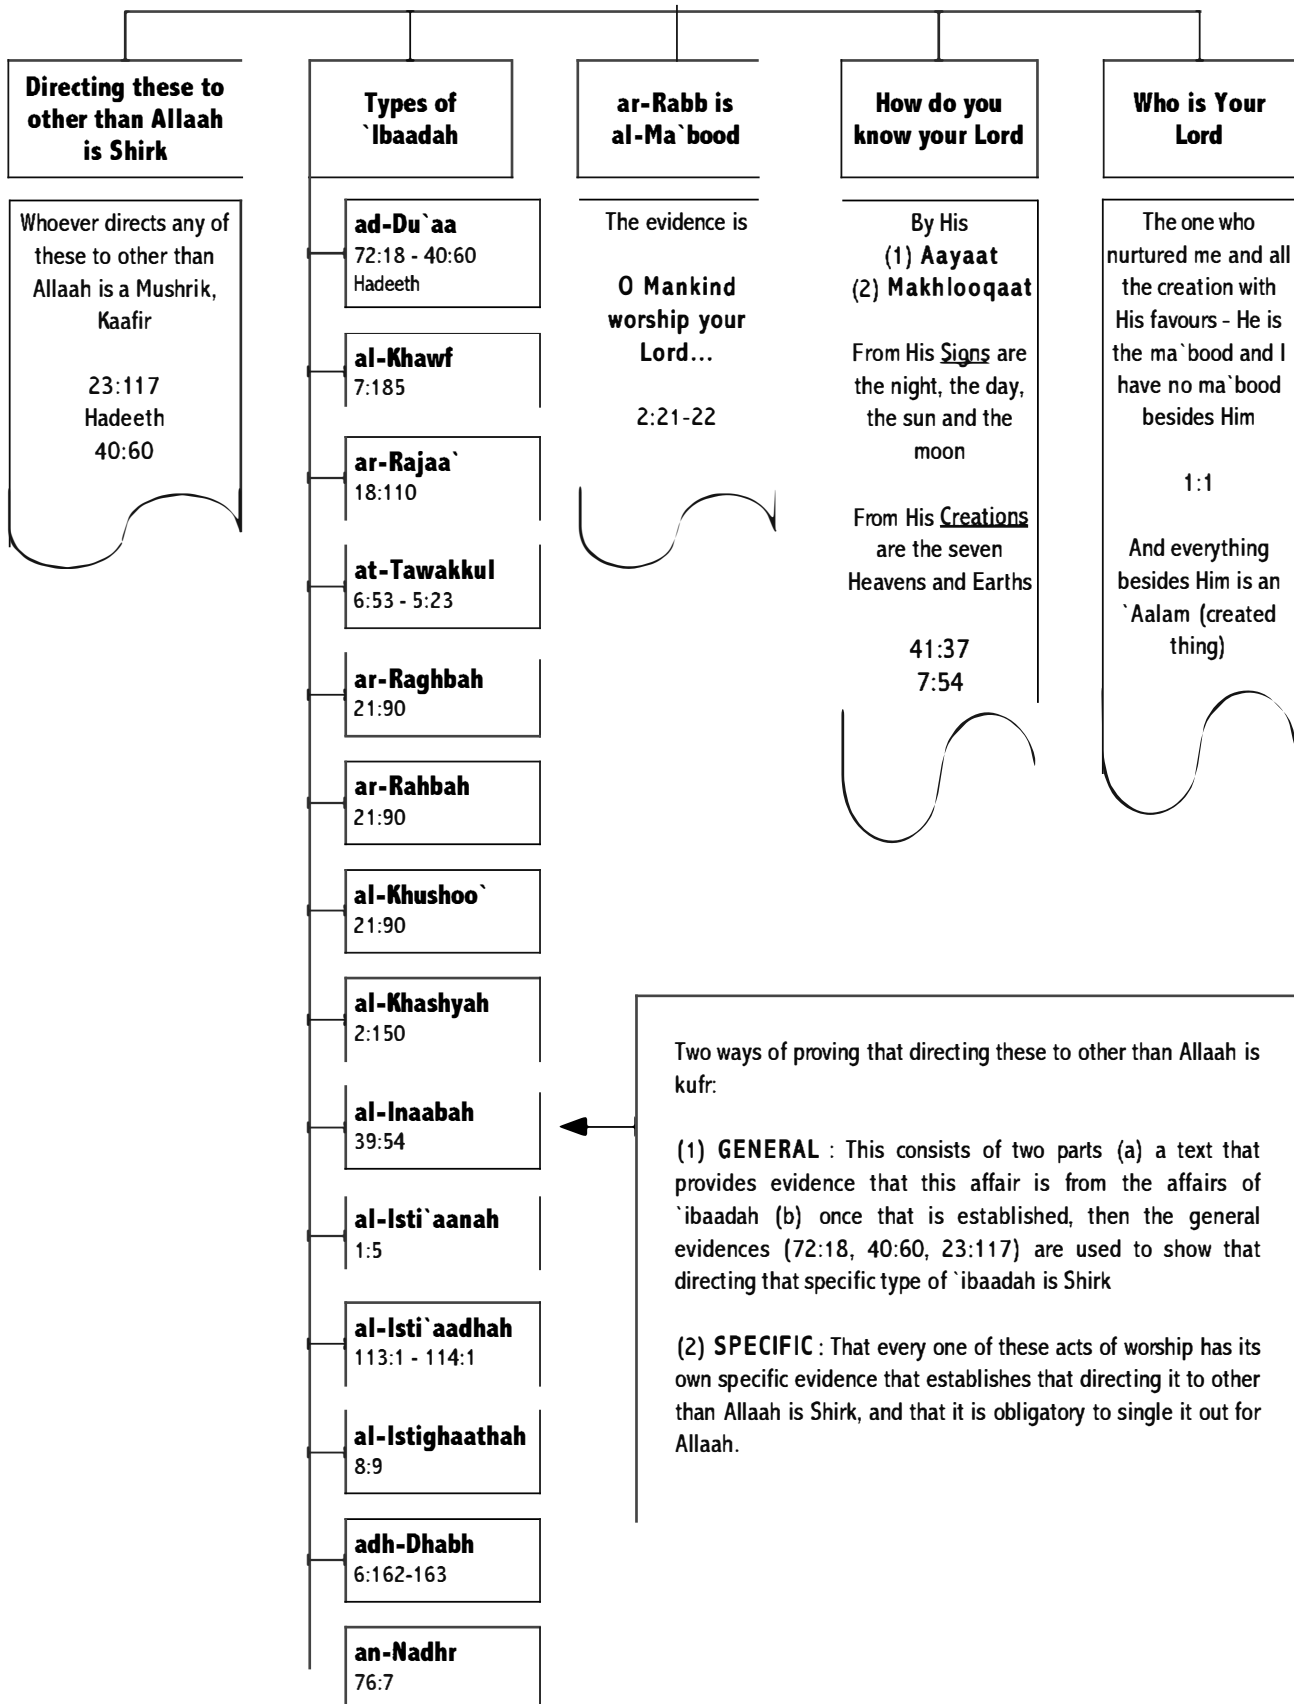 Directing these to
other than Allaah
is Shirk
Whoever directs any of
these to other than
Allaah is a Mushrik,
Kaafir
23:117
Hadeeth
40:60
Types of
`Ibaadah
ad-Du`aa
72:18 - 40:60
Hadeeth
al-Khawf
7:185
ar-Rajaa`
18:110
at-Tawakkul
6:53 - 5:23
ar-Raghbah
21:90
ar-Rahbah
21:90
al-Khushoo`
21:90
al-Khashyah
2:150
al-Inaabah
39:54
al-Isti`aanah
1:5
al-Isti`aadhah
113:1 - 114:1
al-Istighaathah
8:9
adh-Dhabh
6:162-163
an-Nadhr
76:7
ar-Rabb is
al-Ma`bood
The evidence is
O Mankind
worship your
Lord...
2:21-22
How do you
know your Lord
By His
(1) Aayaat
(2) Makhlooqaat
From His Signs are
the night, the day,
the sun and the
moon
From His Creations
are the seven
Heavens and Earths
41:37
7:54
Who is Your
Lord
The one who
nurtured me and all
the creation with
His favours - He is
the ma`bood and I
have no ma`bood
besides Him
1:1
And everything
besides Him is an
`Aalam (created
thing)
Two ways of proving that directing these to other than Allaah is
kufr:
(1) GENERAL : This consists of two parts (a) a text that
provides evidence that this affair is from the affairs of
`ibaadah (b) once that is established, then the general
evidences (72:18, 40:60, 23:117) are used to show that
directing that specific type of `ibaadah is Shirk
(2) SPECIFIC : That every one of these acts of worship has its
own specific evidence that establishes that directing it to other
than Allaah is Shirk, and that it is obligatory to single it out for
Allaah.